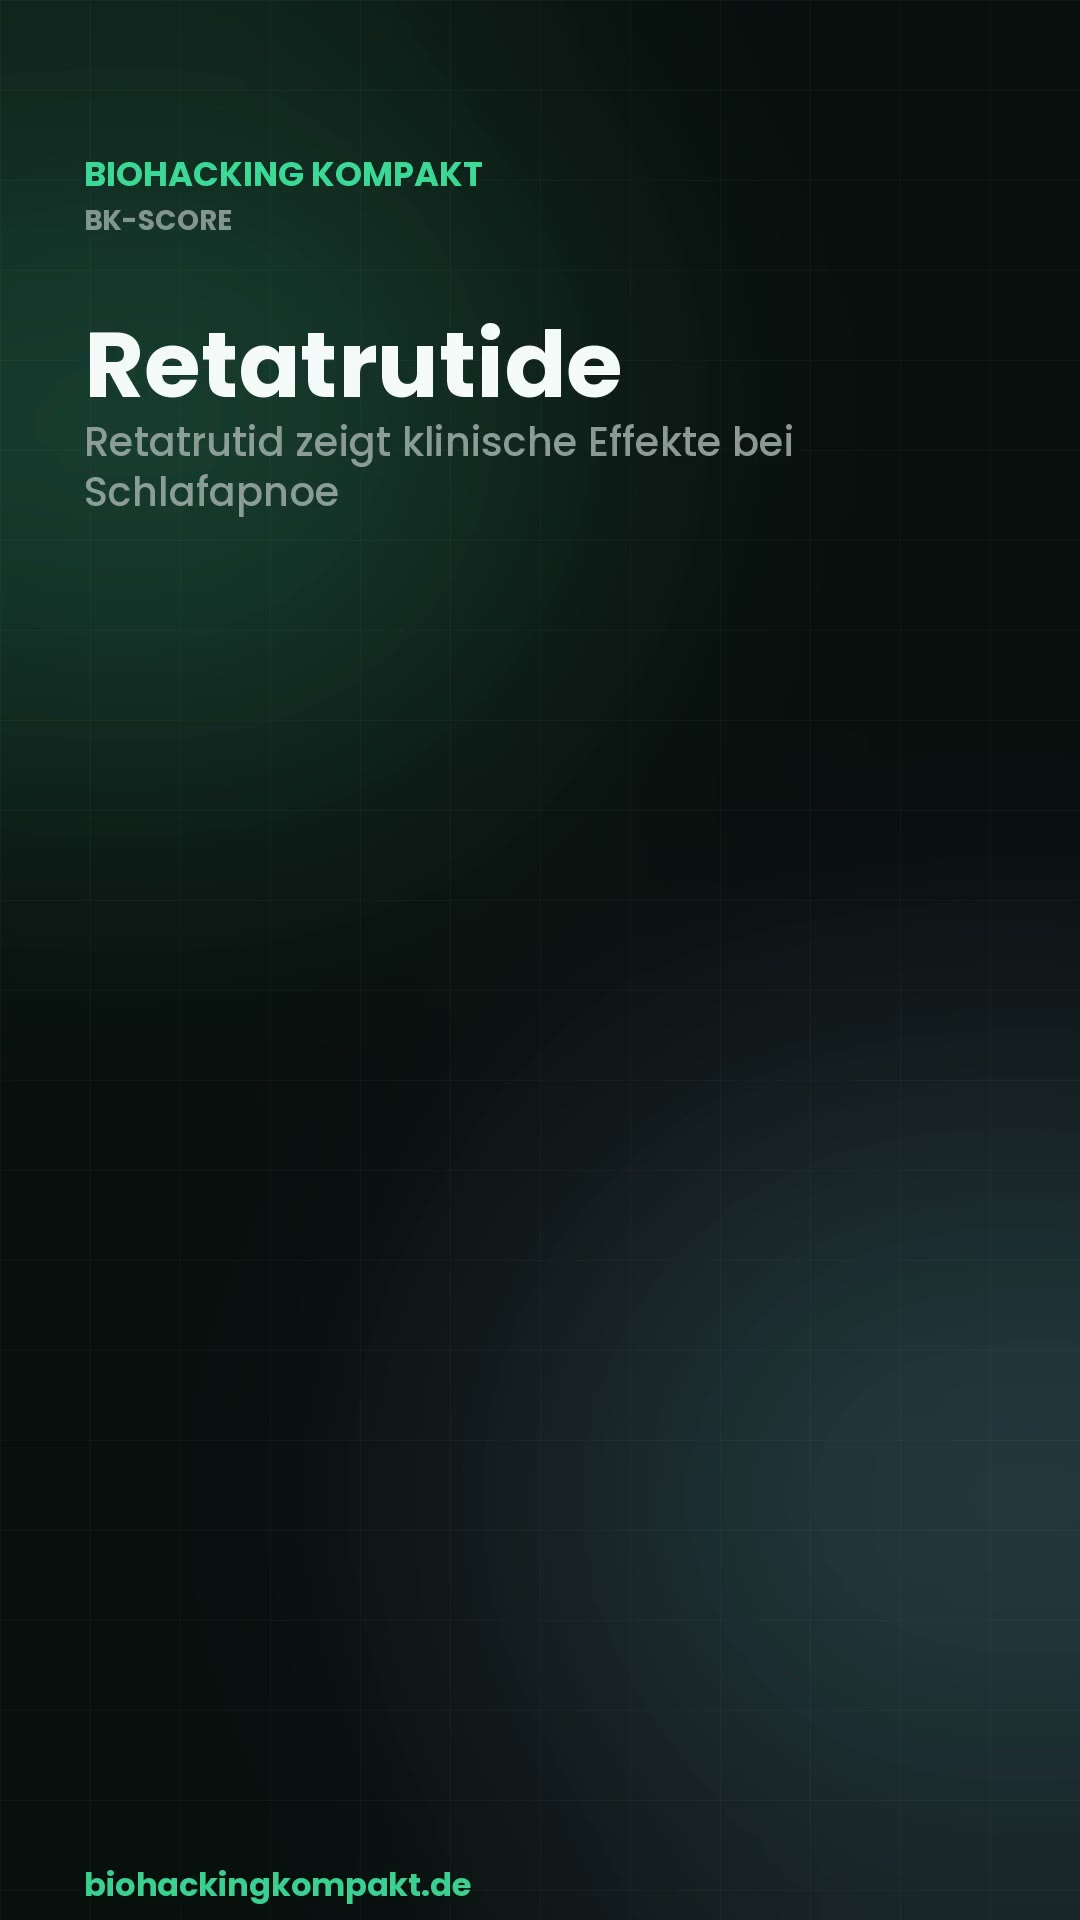 BIOHACKING KOMPAKT
BK-SCORE
Retatrutide
Retatrutid zeigt klinische Effekte bei
Schlafapnoe
biohackingkompakt.de